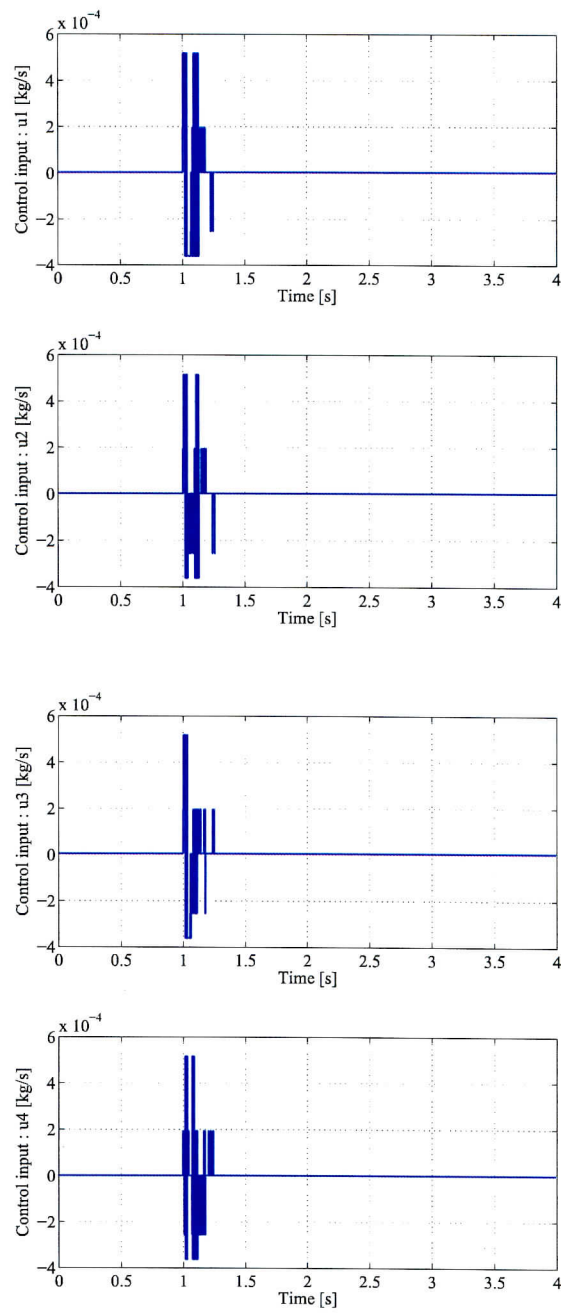 x 10⁻⁴
6
4
2
0
−2
−4
Control input : u1 [kg/s]
0 0.5 1 1.5 2 2.5 3 3.5 4
Time [s]
x 10⁻⁴
6
4
2
0
−2
−4
Control input : u2 [kg/s]
0 0.5 1 1.5 2 2.5 3 3.5 4
Time [s]
x 10⁻⁴
6
4
2
0
−2
−4
Control input : u3 [kg/s]
0 0.5 1 1.5 2 2.5 3 3.5 4
Time [s]
x 10⁻⁴
6
4
2
0
−2
−4
Control input : u4 [kg/s]
0 0.5 1 1.5 2 2.5 3 3.5 4
Time [s]